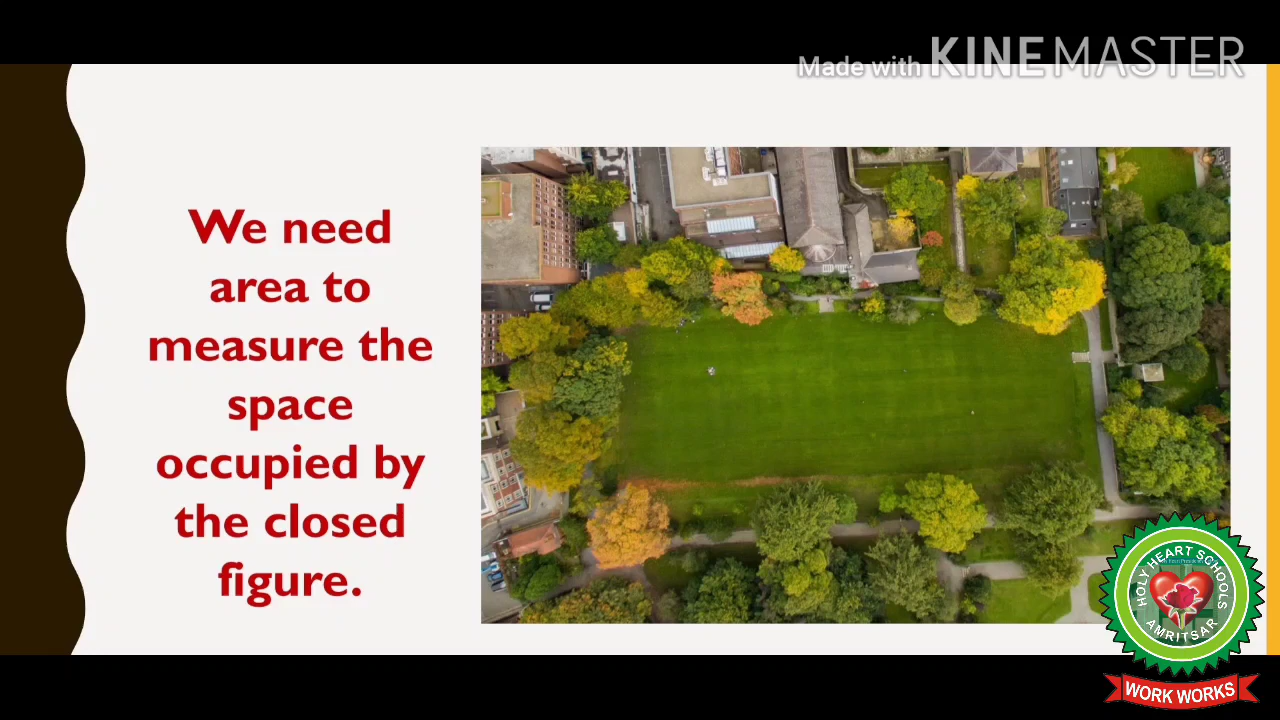 Made with KINEMASTER
We need
area to
measure the
space
occupied by
the closed
figure.
HOLY HEART SCHOOLS
AMRITSAR
WORK WORKS